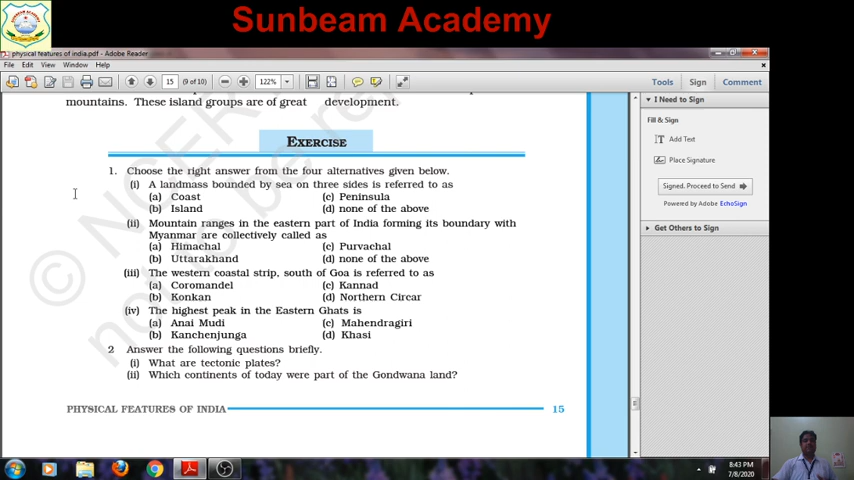 Sunbeam Academy
physical features of india.pdf - Adobe Reader
File Edit View Window Help
15 (9 of 10) 122% Tools Sign Comment
mountains. These island groups are of great development.
I Need to Sign
Fill & Sign
Add Text
Place Signature
Signed. Proceed to Send
Powered by Adobe EchoSign
Get Others to Sign
EXERCISE
1. Choose the right answer from the four alternatives given below.
(i) A landmass bounded by sea on three sides is referred to as
(a) Coast (c) Peninsula
(b) Island (d) none of the above
(ii) Mountain ranges in the eastern part of India forming its boundary with
Myanmar are collectively called as
(a) Himachal (c) Purvachal
(b) Uttarakhand (d) none of the above
(iii) The western coastal strip, south of Goa is referred to as
(a) Coromandel (c) Kannad
(b) Konkan (d) Northern Circar
(iv) The highest peak in the Eastern Ghats is
(a) Anai Mudi (c) Mahendragiri
(b) Kanchenjunga (d) Khasi
2 Answer the following questions briefly.
(i) What are tectonic plates?
(ii) Which continents of today were part of the Gondwana land?
PHYSICAL FEATURES OF INDIA 15
© NCERT
not to be re
8:43 PM
7/8/2020